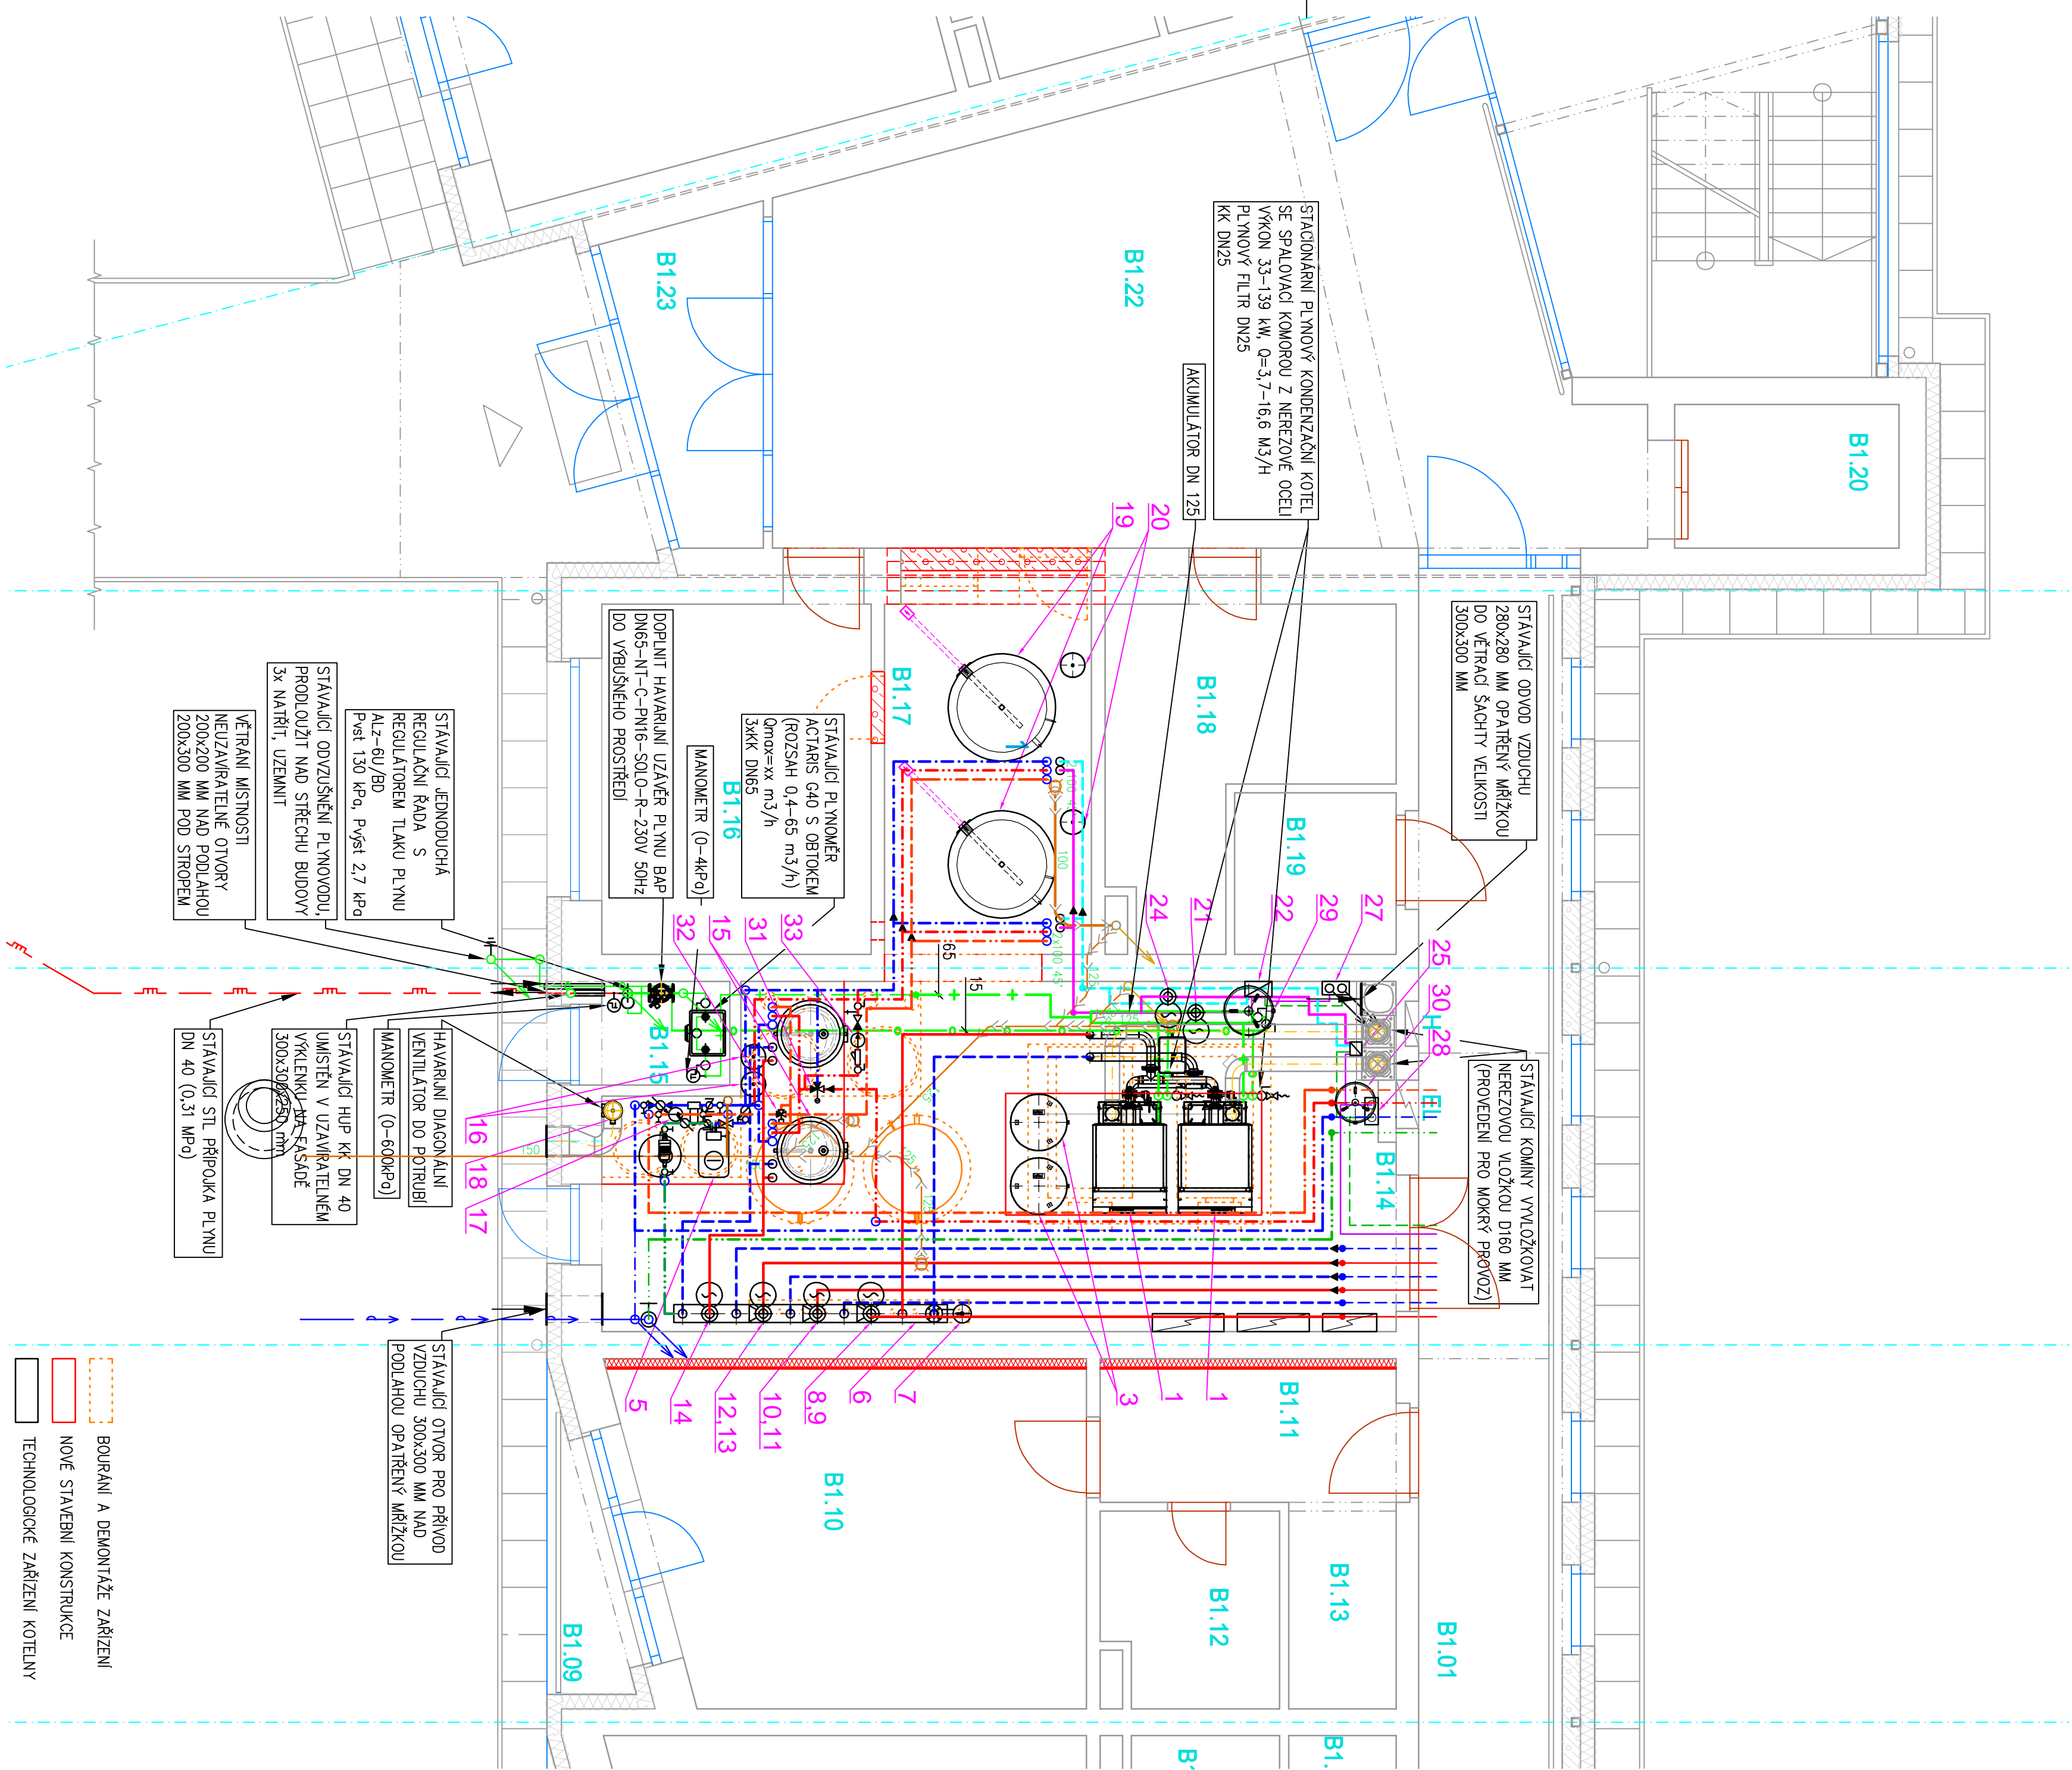 B1.20
B1.22
B1.23
STACIONÁRNÍ PLYNOVÝ KONDENZAČNÍ KOTEL
SE SPALOVACÍ KOMOROU Z NEREZOVÉ OCELI
VÝKON 33-139 kW, Q=3,7-16,6 M3/H
PLYNOVÝ FILTR DN25
KK DN25
AKUMULÁTOR DN 125
20
19
STÁVAJÍCÍ ODVOD VZDUCHU
280x280 MM OPATŘENÝ MŘÍŽKOU
DO VĚTRACÍ ŠACHTY VELIKOSTI
300x300 MM
B1.18
B1.17
B1.19
B1.16
DOPLNIT HAVARIJNÍ UZÁVĚR PLYNU BAP
DN65-NT-C-PN16-SOLO-R-230V 50Hz
DO VÝBUŠNÉHO PROSTŘEDÍ
STÁVAJÍCÍ PLYNOMĚR
ACTARIS G40 S OBTOKEM
(ROZSAH 0,4-65 m3/h)
Qmax=xx m3/h
3xKK DN65
MANOMETR (0-4kPa)
STÁVAJÍCÍ JEDNODUCHÁ
REGULAČNÍ ŘADA S
REGULÁTOREM TLAKU PLYNU
ALz-6U/BD
Pvst 130 kPa, Pvýst 2,7 kPa
STÁVAJÍCÍ ODVZUŠNĚNÍ PLYNOVODU,
PRODLOUŽIT NAD STŘECHU BUDOVY
3x NATŘÍT, UZEMNIT
VĚTRÁNÍ MÍSTNOSTI
NEUZAVÍRATELNÉ OTVORY
200x200 MM NAD PODLAHOU
200x300 MM POD STROPEM
27
29
22
21
24
33
31
15
32
25
30
28
65
15
100
2x100 45°
125
150
B1.15
B1.14
EL
STÁVAJÍCÍ KOMÍNY VYVLOŽKOVAT
NEREZOVOU VLOŽKOU D160 MM
(PROVEDENÍ PRO MOKRÝ PROVOZ)
HAVARIJNÍ DIAGONÁLNÍ
VENTILÁTOR DO POTRUBÍ
MANOMETR (0-600kPa)
STÁVAJÍCÍ HUP KK DN 40
UMÍSTĚN V UZAVÍRATELNÉM
VÝKLENKU NA FASÁDĚ
300x300x250 mm
STÁVAJÍCÍ STL PŘÍPOJKA PLYNU
DN 40 (0,31 MPa)
16
18
17
1
1
3
7
6
8,9
10,11
12,13
14
5
STÁVAJÍCÍ OTVOR PRO PŘÍVOD
VZDUCHU 300x300 MM NAD
PODLAHOU OPATŘENÝ MŘÍŽKOU
B1.11
B1.10
B1.13
B1.12
B1.01
B1.09
B1.
BOURÁNÍ A DEMONTÁŽE ZAŘÍZENÍ
NOVÉ STAVEBNÍ KONSTRUKCE
TECHNOLOGICKÉ ZAŘÍZENÍ KOTELNY